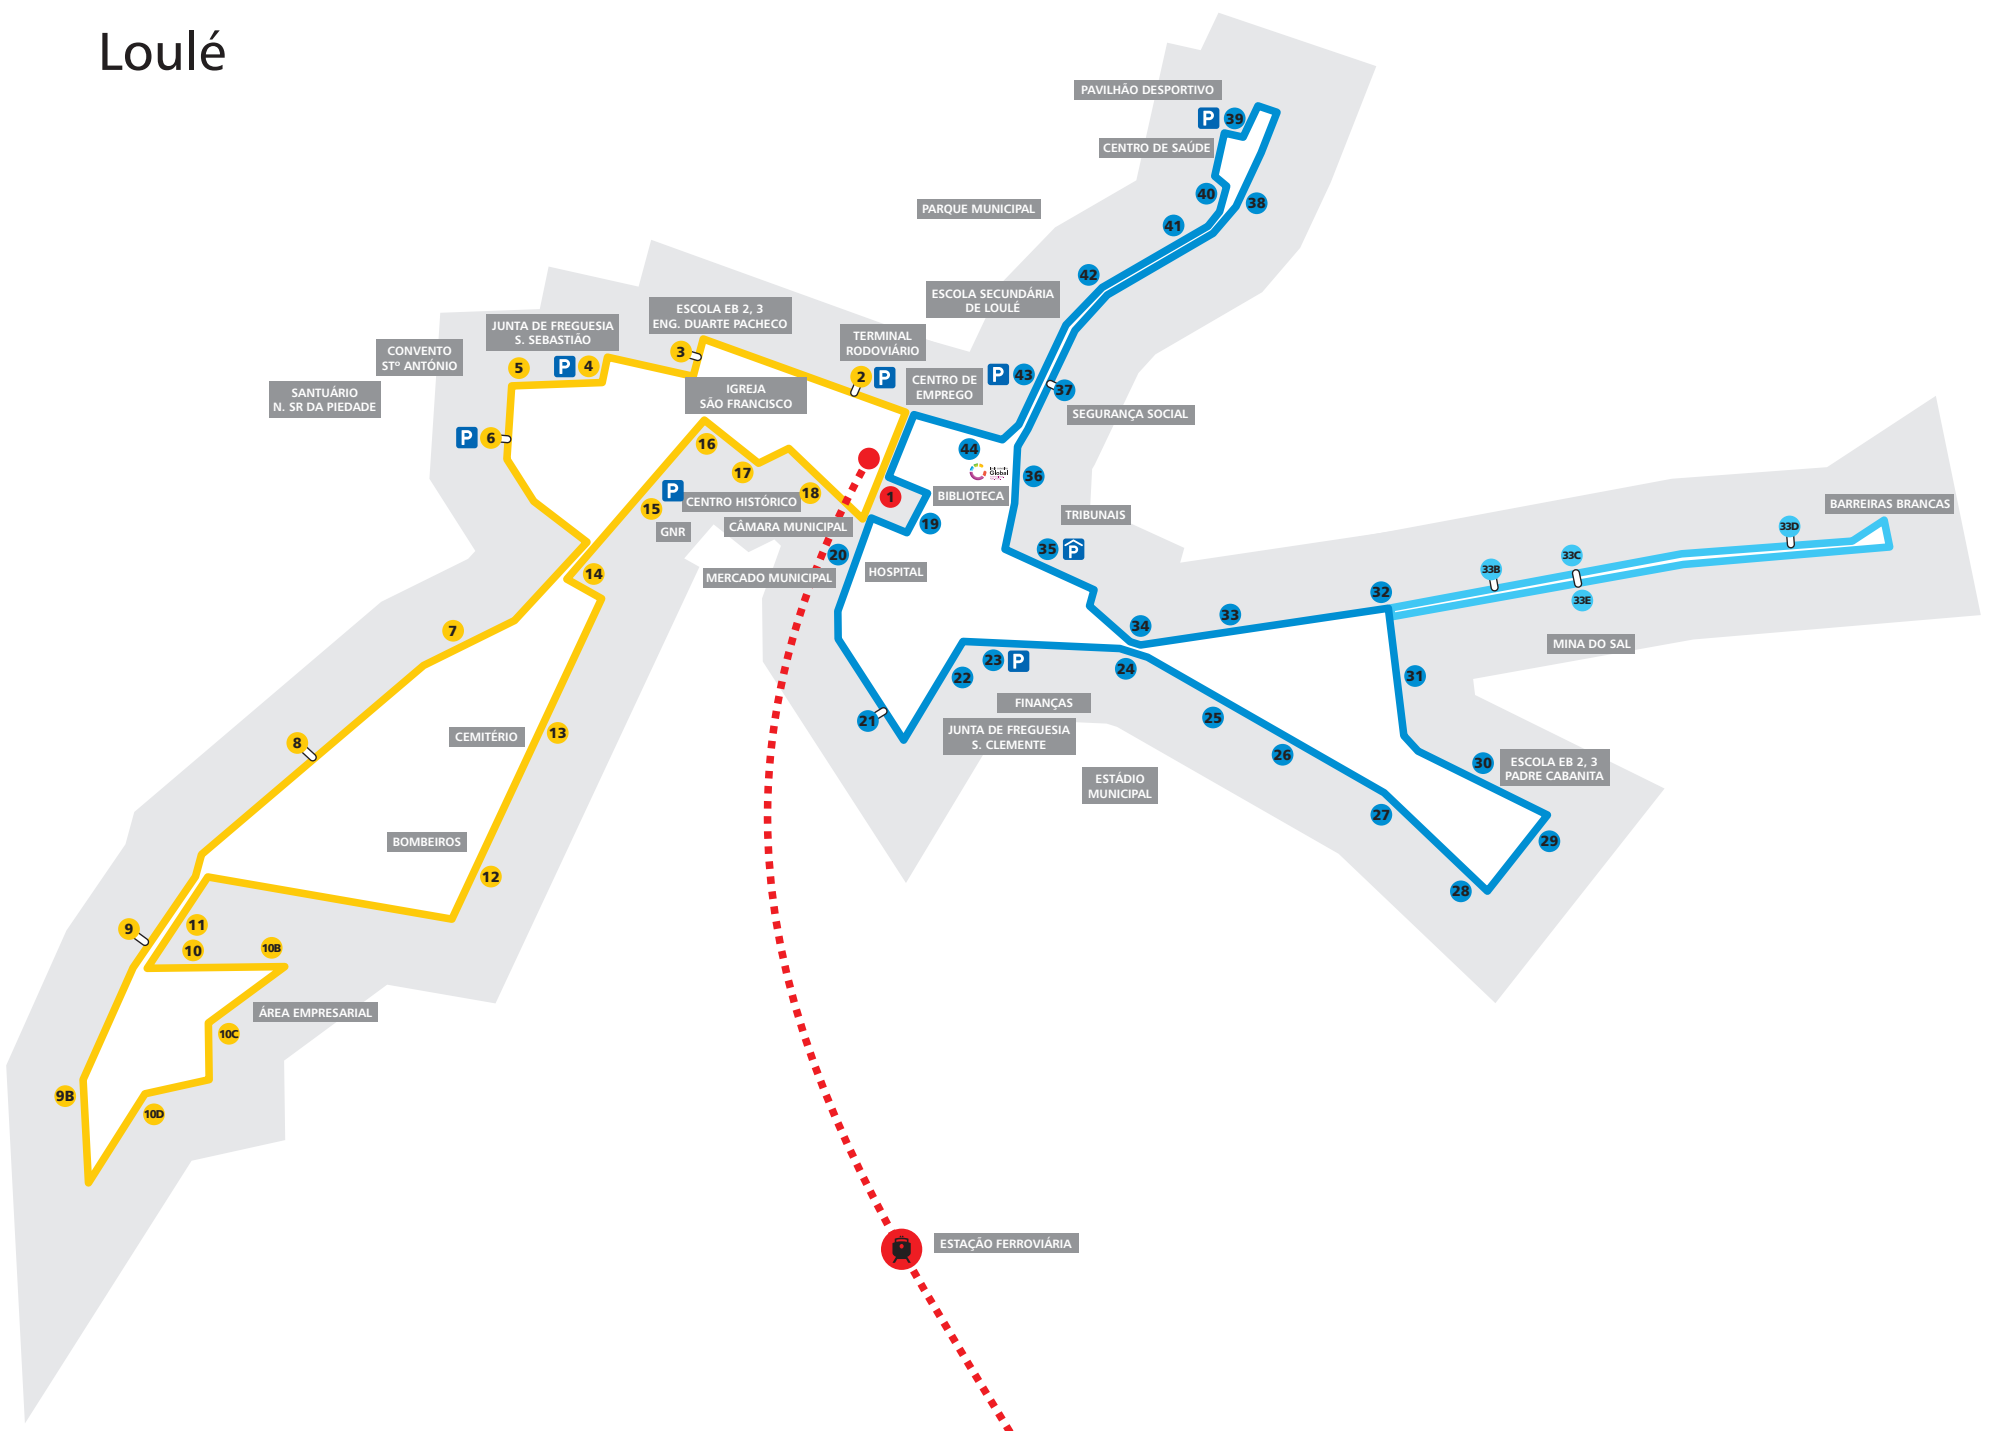 Loulé
PAVILHÃO DESPORTIVO
P
39
CENTRO DE SAÚDE
40
38
PARQUE MUNICIPAL
41
42
ESCOLA SECUNDÁRIA
DE LOULÉ
ESCOLA EB 2, 3
ENG. DUARTE PACHECO
JUNTA DE FREGUESIA
S. SEBASTIÃO
TERMINAL
RODOVIÁRIO
CONVENTO
STº ANTÓNIO
3
5
P
4
2
P
CENTRO DE
EMPREGO
P
43
37
SANTUÁRIO
N. SR DA PIEDADE
IGREJA
SÃO FRANCISCO
SEGURANÇA SOCIAL
P
6
16
44
17
Global
36
P
18
1
BIBLIOTECA
CENTRO HISTÓRICO
15
BARREIRAS BRANCAS
TRIBUNAIS
GNR
CÂMARA MUNICIPAL
19
33D
35
P
20
33C
33B
14
MERCADO MUNICIPAL
HOSPITAL
32
33E
33
34
7
MINA DO SAL
23
P
24
22
31
FINANÇAS
21
25
JUNTA DE FREGUESIA
S. CLEMENTE
13
CEMITÉRIO
8
26
30
ESCOLA EB 2, 3
PADRE CABANITA
ESTÁDIO
MUNICIPAL
27
BOMBEIROS
29
12
28
9
11
10
10B
ÁREA EMPRESARIAL
10C
9B
10D
ESTAÇÃO FERROVIÁRIA